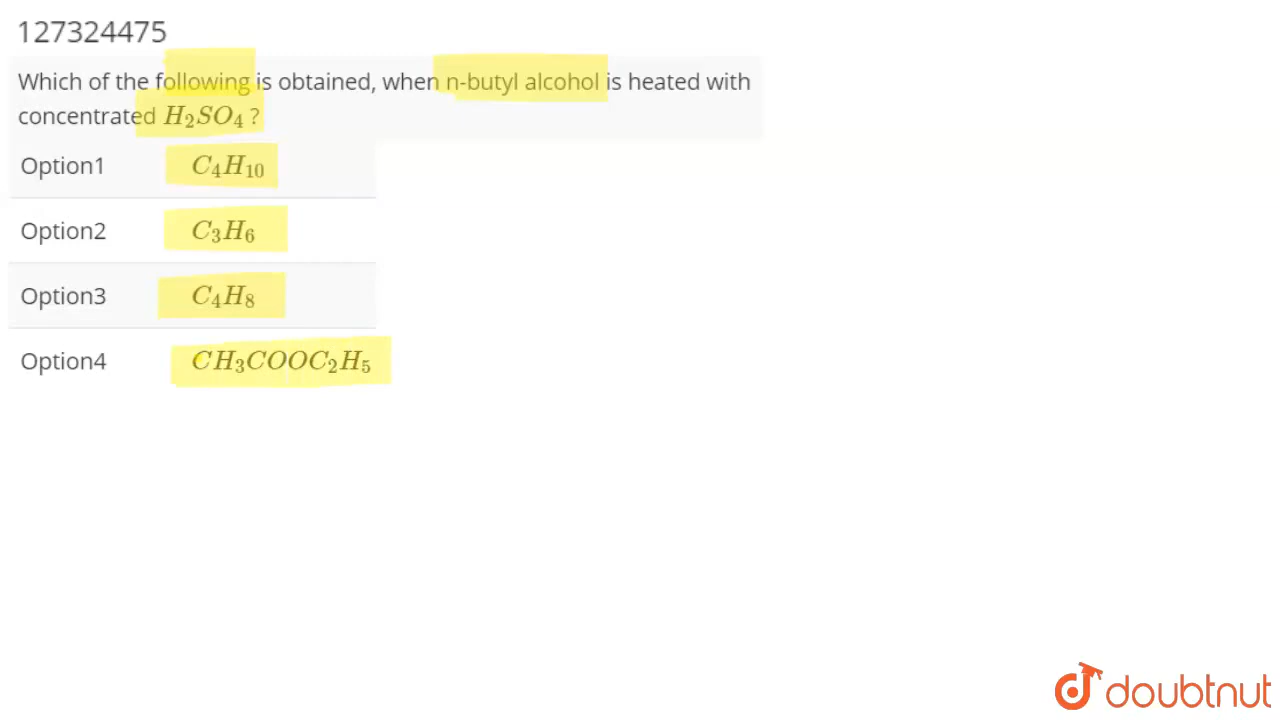 127324475
Which of the following is obtained, when n-butyl alcohol is heated with
concentrated H₂SO₄ ?
Option1 C₄H₁₀
Option2 C₃H₆
Option3 C₄H₈
Option4 CH₃COOC₂H₅
doubtnut